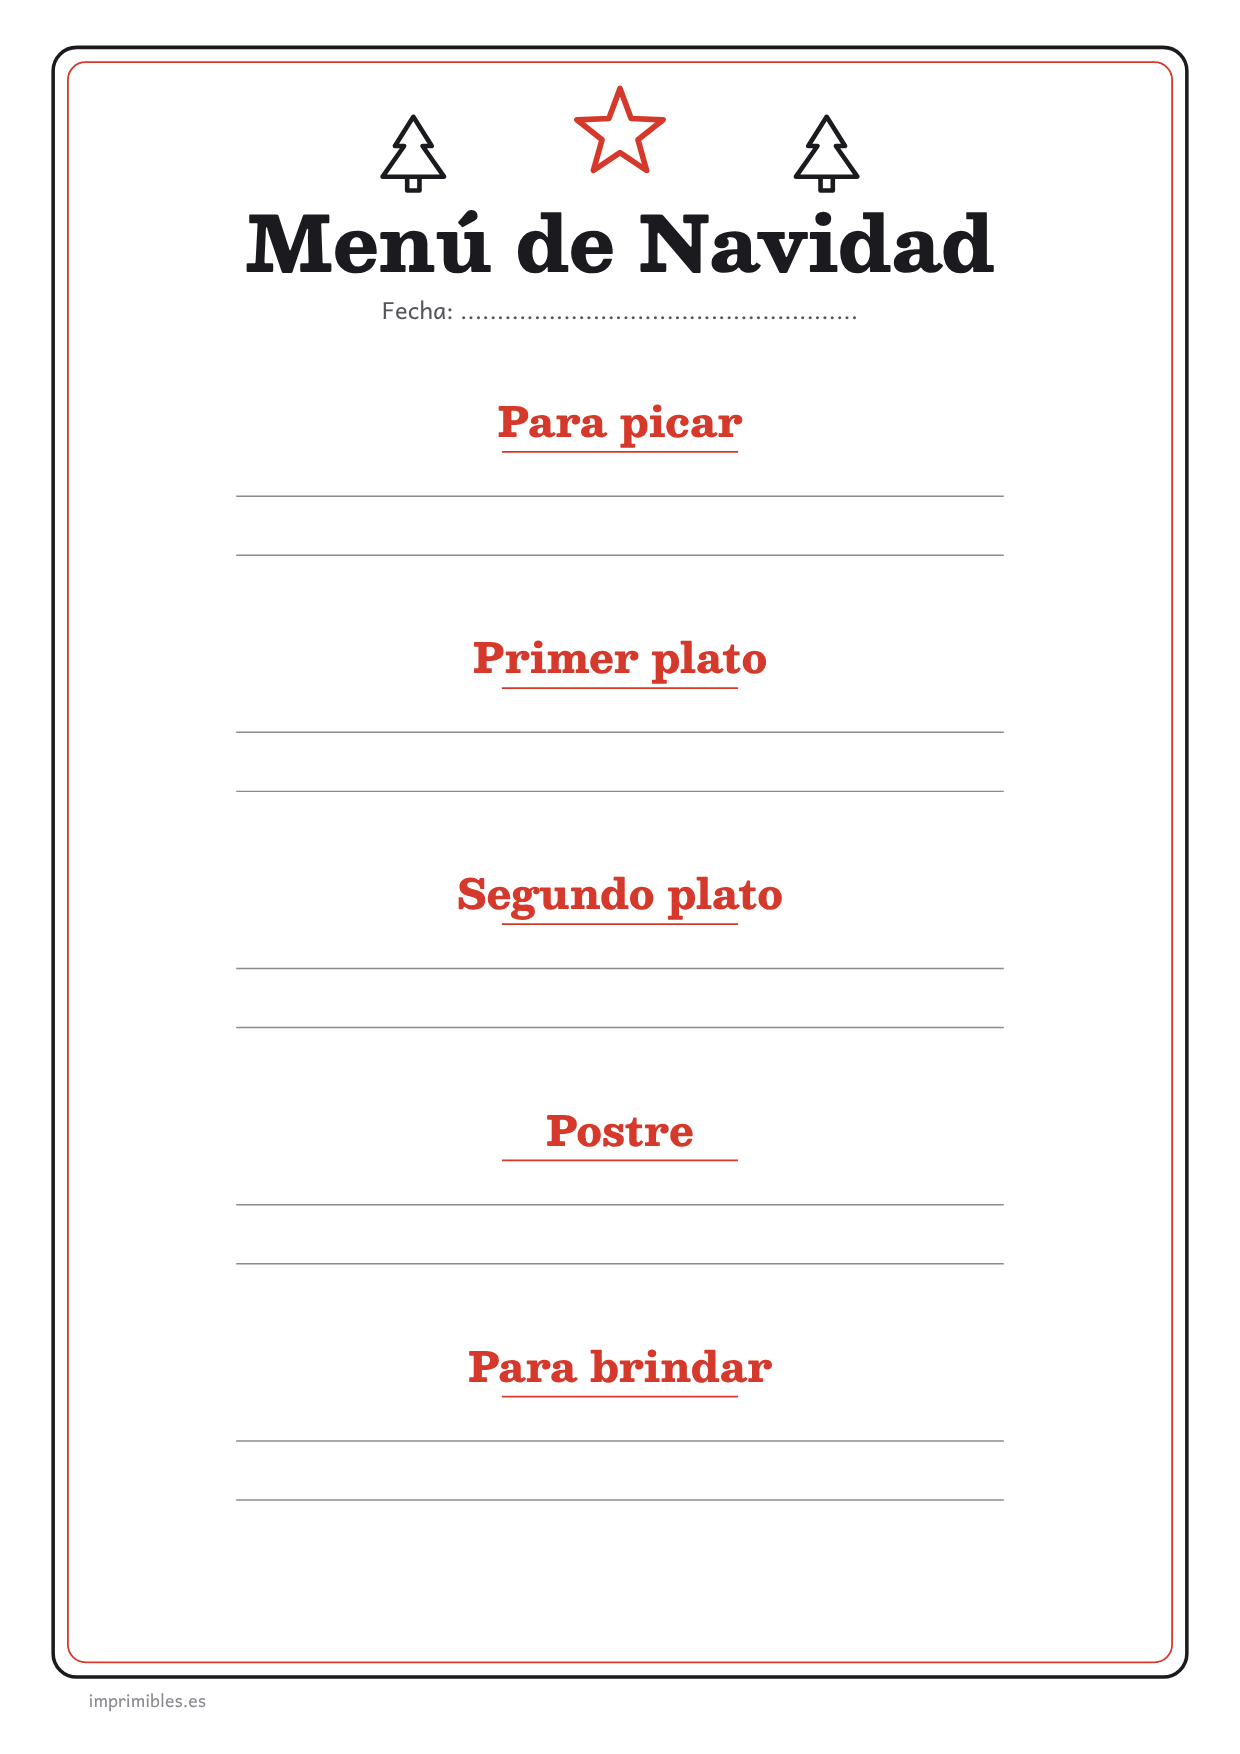 Menú de Navidad
Fecha: ......................................................
Para picar
Primer plato
Segundo plato
Postre
Para brindar
imprimibles.es